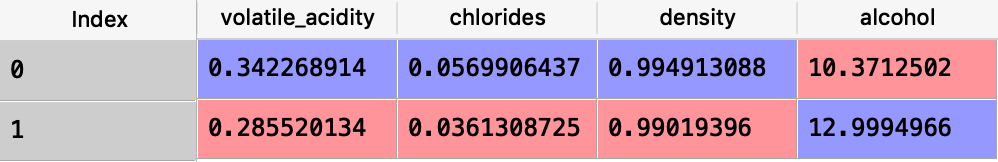 Index volatile_acidity chlorides density alcohol
0 0.342268914 0.0569906437 0.994913088 10.3712502
1 0.285520134 0.0361308725 0.99019396 12.9994966